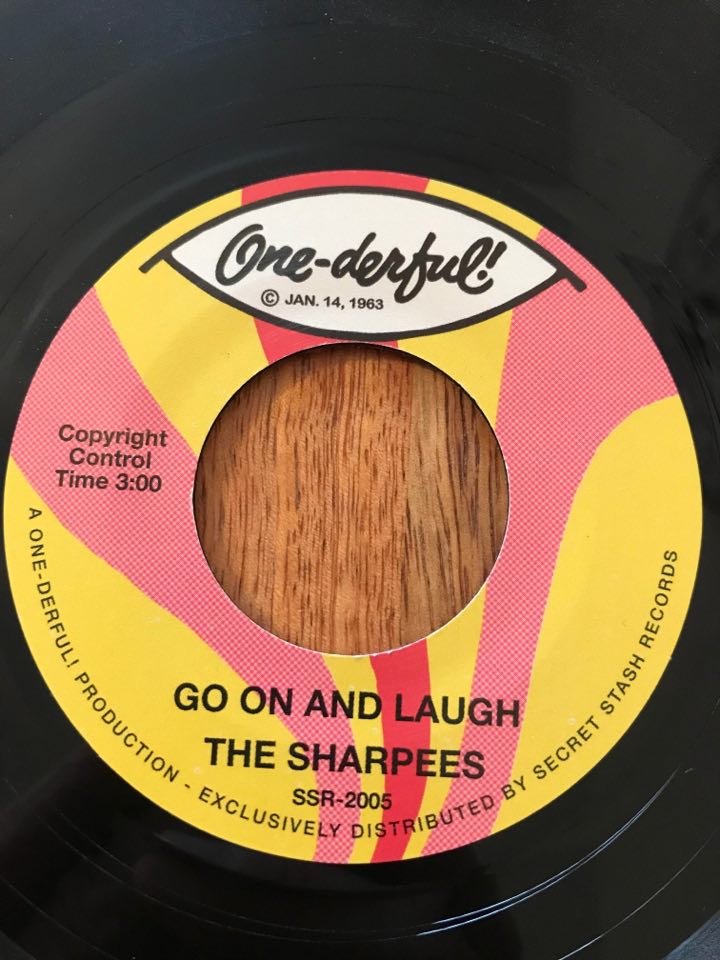 One-derful!
© JAN. 14, 1963
Copyright
Control
Time 3:00
GO ON AND LAUGH
THE SHARPEES
SSR-2005
A ONE-DERFUL! PRODUCTION - EXCLUSIVELY DISTRIBUTED BY SECRET STASH RECORDS